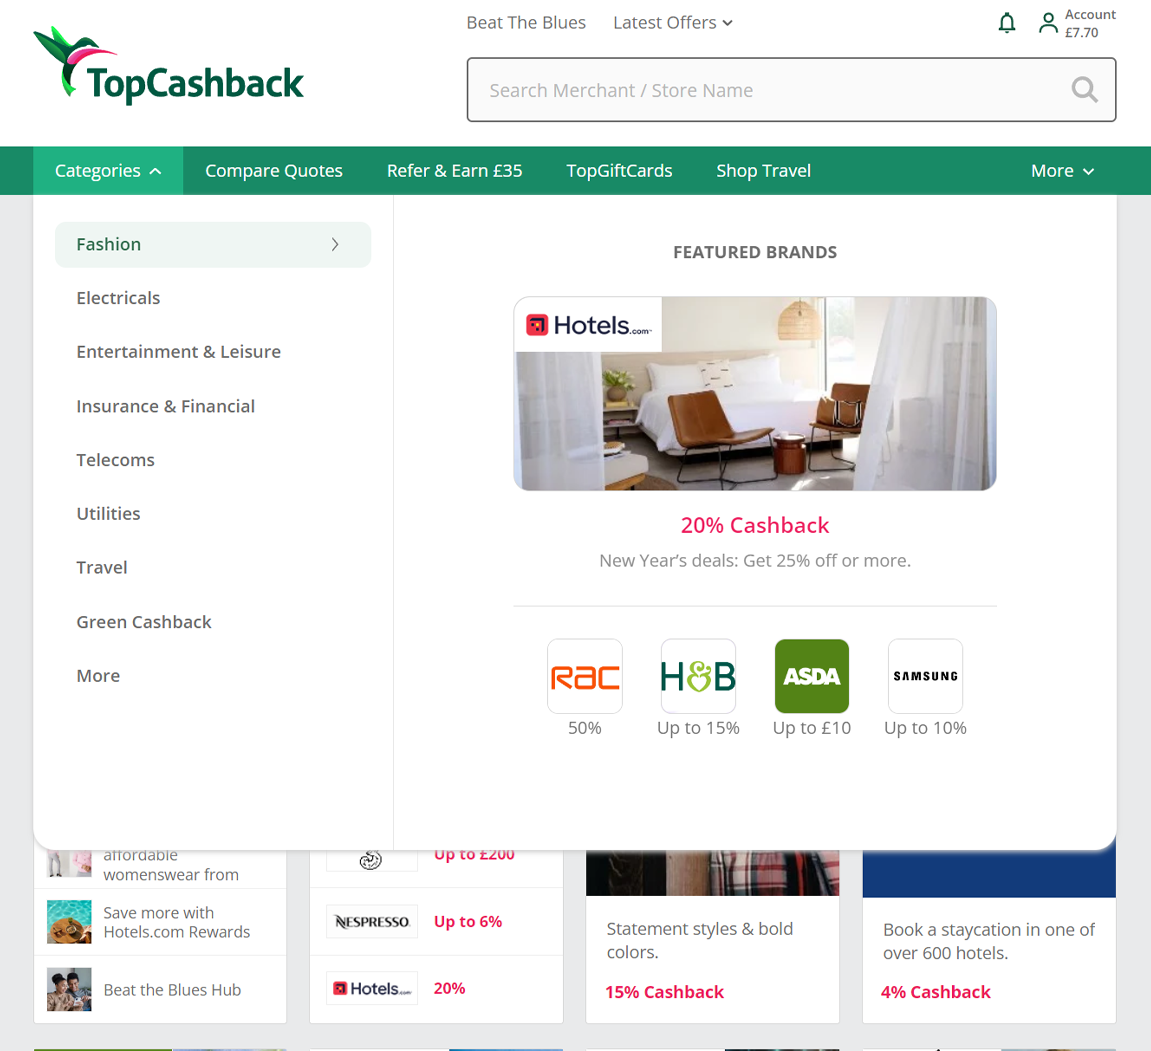 Beat The Blues
Latest Offers
Account
£7.70
TopCashback
Search Merchant / Store Name
Categories
Compare Quotes
Refer & Earn £35
TopGiftCards
Shop Travel
More
Fashion
Electricals
Entertainment & Leisure
Insurance & Financial
Telecoms
Utilities
Travel
Green Cashback
More
FEATURED BRANDS
Hotels.com
20% Cashback
New Year’s deals: Get 25% off or more.
RAC
H&B
ASDA
SAMSUNG
50%
Up to 15%
Up to £10
Up to 10%
affordable
womenswear from
Save more with
Hotels.com Rewards
Beat the Blues Hub
Up to £200
NESPRESSO
Up to 6%
Hotels.com
20%
Statement styles & bold
colors.
15% Cashback
Book a staycation in one of
over 600 hotels.
4% Cashback